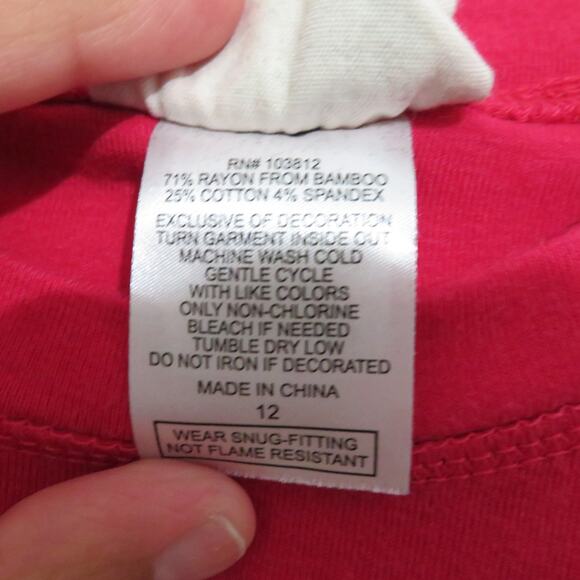 RN# 103812
71% RAYON FROM BAMBOO
25% COTTON 4% SPANDEX
EXCLUSIVE OF DECORATION
TURN GARMENT INSIDE OUT
MACHINE WASH COLD
GENTLE CYCLE
WITH LIKE COLORS
ONLY NON-CHLORINE
BLEACH IF NEEDED
TUMBLE DRY LOW
DO NOT IRON IF DECORATED
MADE IN CHINA
12
WEAR SNUG-FITTING
NOT FLAME RESISTANT